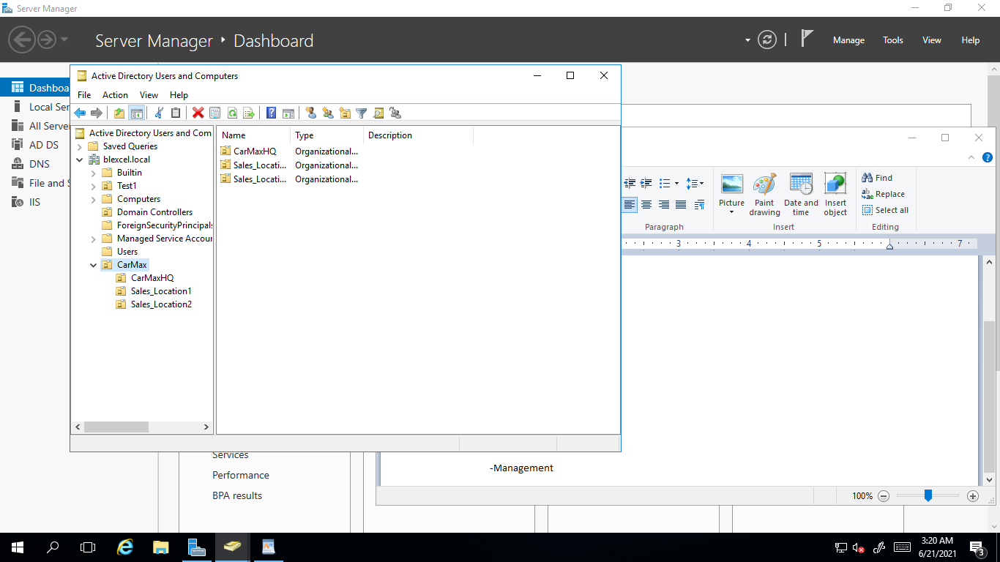 Server Manager
Server Manager
Dashboard
Manage
Tools
View
Help
Active Directory Users and Computers
File
Action
View
Help
Dashboa
Local Ser
All Server
AD DS
DNS
File and S
IIS
Active Directory Users and Com
Saved Queries
blexcel.local
Builtin
Test1
Computers
Domain Controllers
ForeignSecurityPrincipals
Managed Service Accour
Users
CarMax
CarMaxHQ
Sales_Location1
Sales_Location2
Name
Type
Description
CarMaxHQ
Organizational...
Sales_Locati...
Organizational...
Sales_Locati...
Organizational...
Picture
Paint drawing
Date and time
Insert object
Find
Replace
Select all
Paragraph
Insert
Editing
3
4
5
7
-Management
100%
Services
Performance
BPA results
3:20 AM
6/21/2021
3